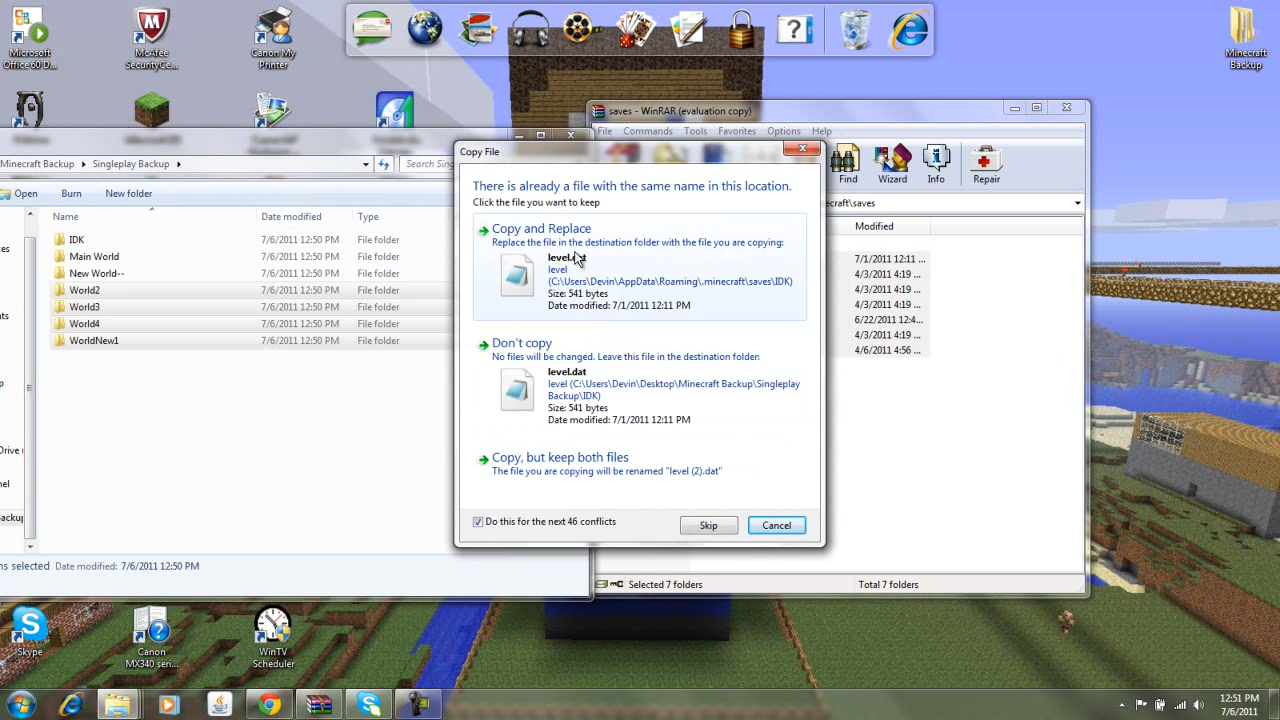 Microsoft
Office 60 D...
McAfee
SecurityCe...
Canon My
Printer
Minecraft
Backup
Minecraft Backup ▸ Singleplay Backup ▸
Search Sing
Open
Burn
New folder
Name
Date modified
Type
IDK
7/6/2011 12:50 PM
File folder
Main World
7/6/2011 12:50 PM
File folder
New World--
7/6/2011 12:50 PM
File folder
World2
7/6/2011 12:50 PM
File folder
World3
7/6/2011 12:50 PM
File folder
World4
7/6/2011 12:50 PM
File folder
WorldNew1
7/6/2011 12:50 PM
File folder
Date modified: 7/6/2011 12:50 PM
saves - WinRAR (evaluation copy)
File Commands Tools Favorites Options Help
Find
Wizard
Info
Repair
ecraft\saves
Modified
7/1/2011 12:11 ...
4/3/2011 4:19 ...
4/3/2011 4:19 ...
4/3/2011 4:19 ...
6/22/2011 12:4...
4/3/2011 4:19 ...
4/6/2011 4:56 ...
Selected 7 folders
Total 7 folders
Copy File
There is already a file with the same name in this location.
Click the file you want to keep
Copy and Replace
Replace the file in the destination folder with the file you are copying:
level.dat
level
(C:\Users\Devin\AppData\Roaming\.minecraft\saves\IDK)
Size: 541 bytes
Date modified: 7/1/2011 12:11 PM
Don't copy
No files will be changed. Leave this file in the destination folder:
level.dat
level (C:\Users\Devin\Desktop\Minecraft Backup\Singleplay
Backup\IDK)
Size: 541 bytes
Date modified: 7/1/2011 12:11 PM
Copy, but keep both files
The file you are copying will be renamed "level (2).dat"
Do this for the next 46 conflicts
Skip
Cancel
Skype
Canon
MX340 seri...
WinTV
Scheduler
12:51 PM
7/6/2011